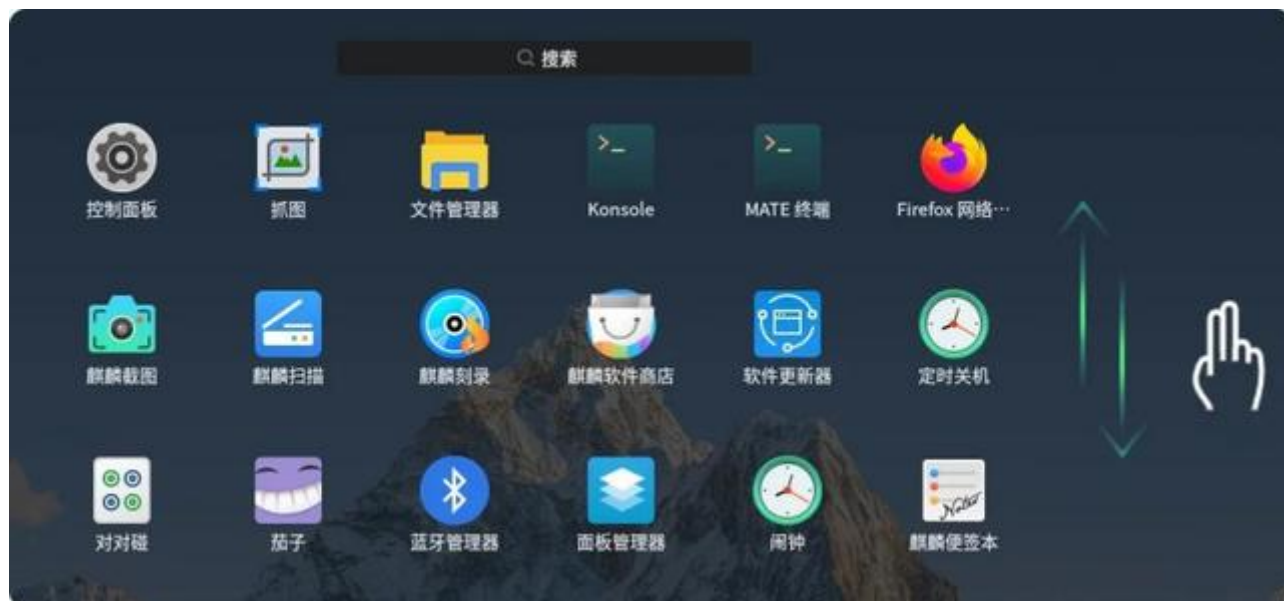 搜索
控制面板
抓图
文件管理器
Konsole
MATE 终端
Firefox 网络…
麒麟截图
麒麟扫描
麒麟刻录
麒麟软件商店
软件更新器
定时关机
对对碰
茄子
蓝牙管理器
面板管理器
闹钟
麒麟便签本
Notes